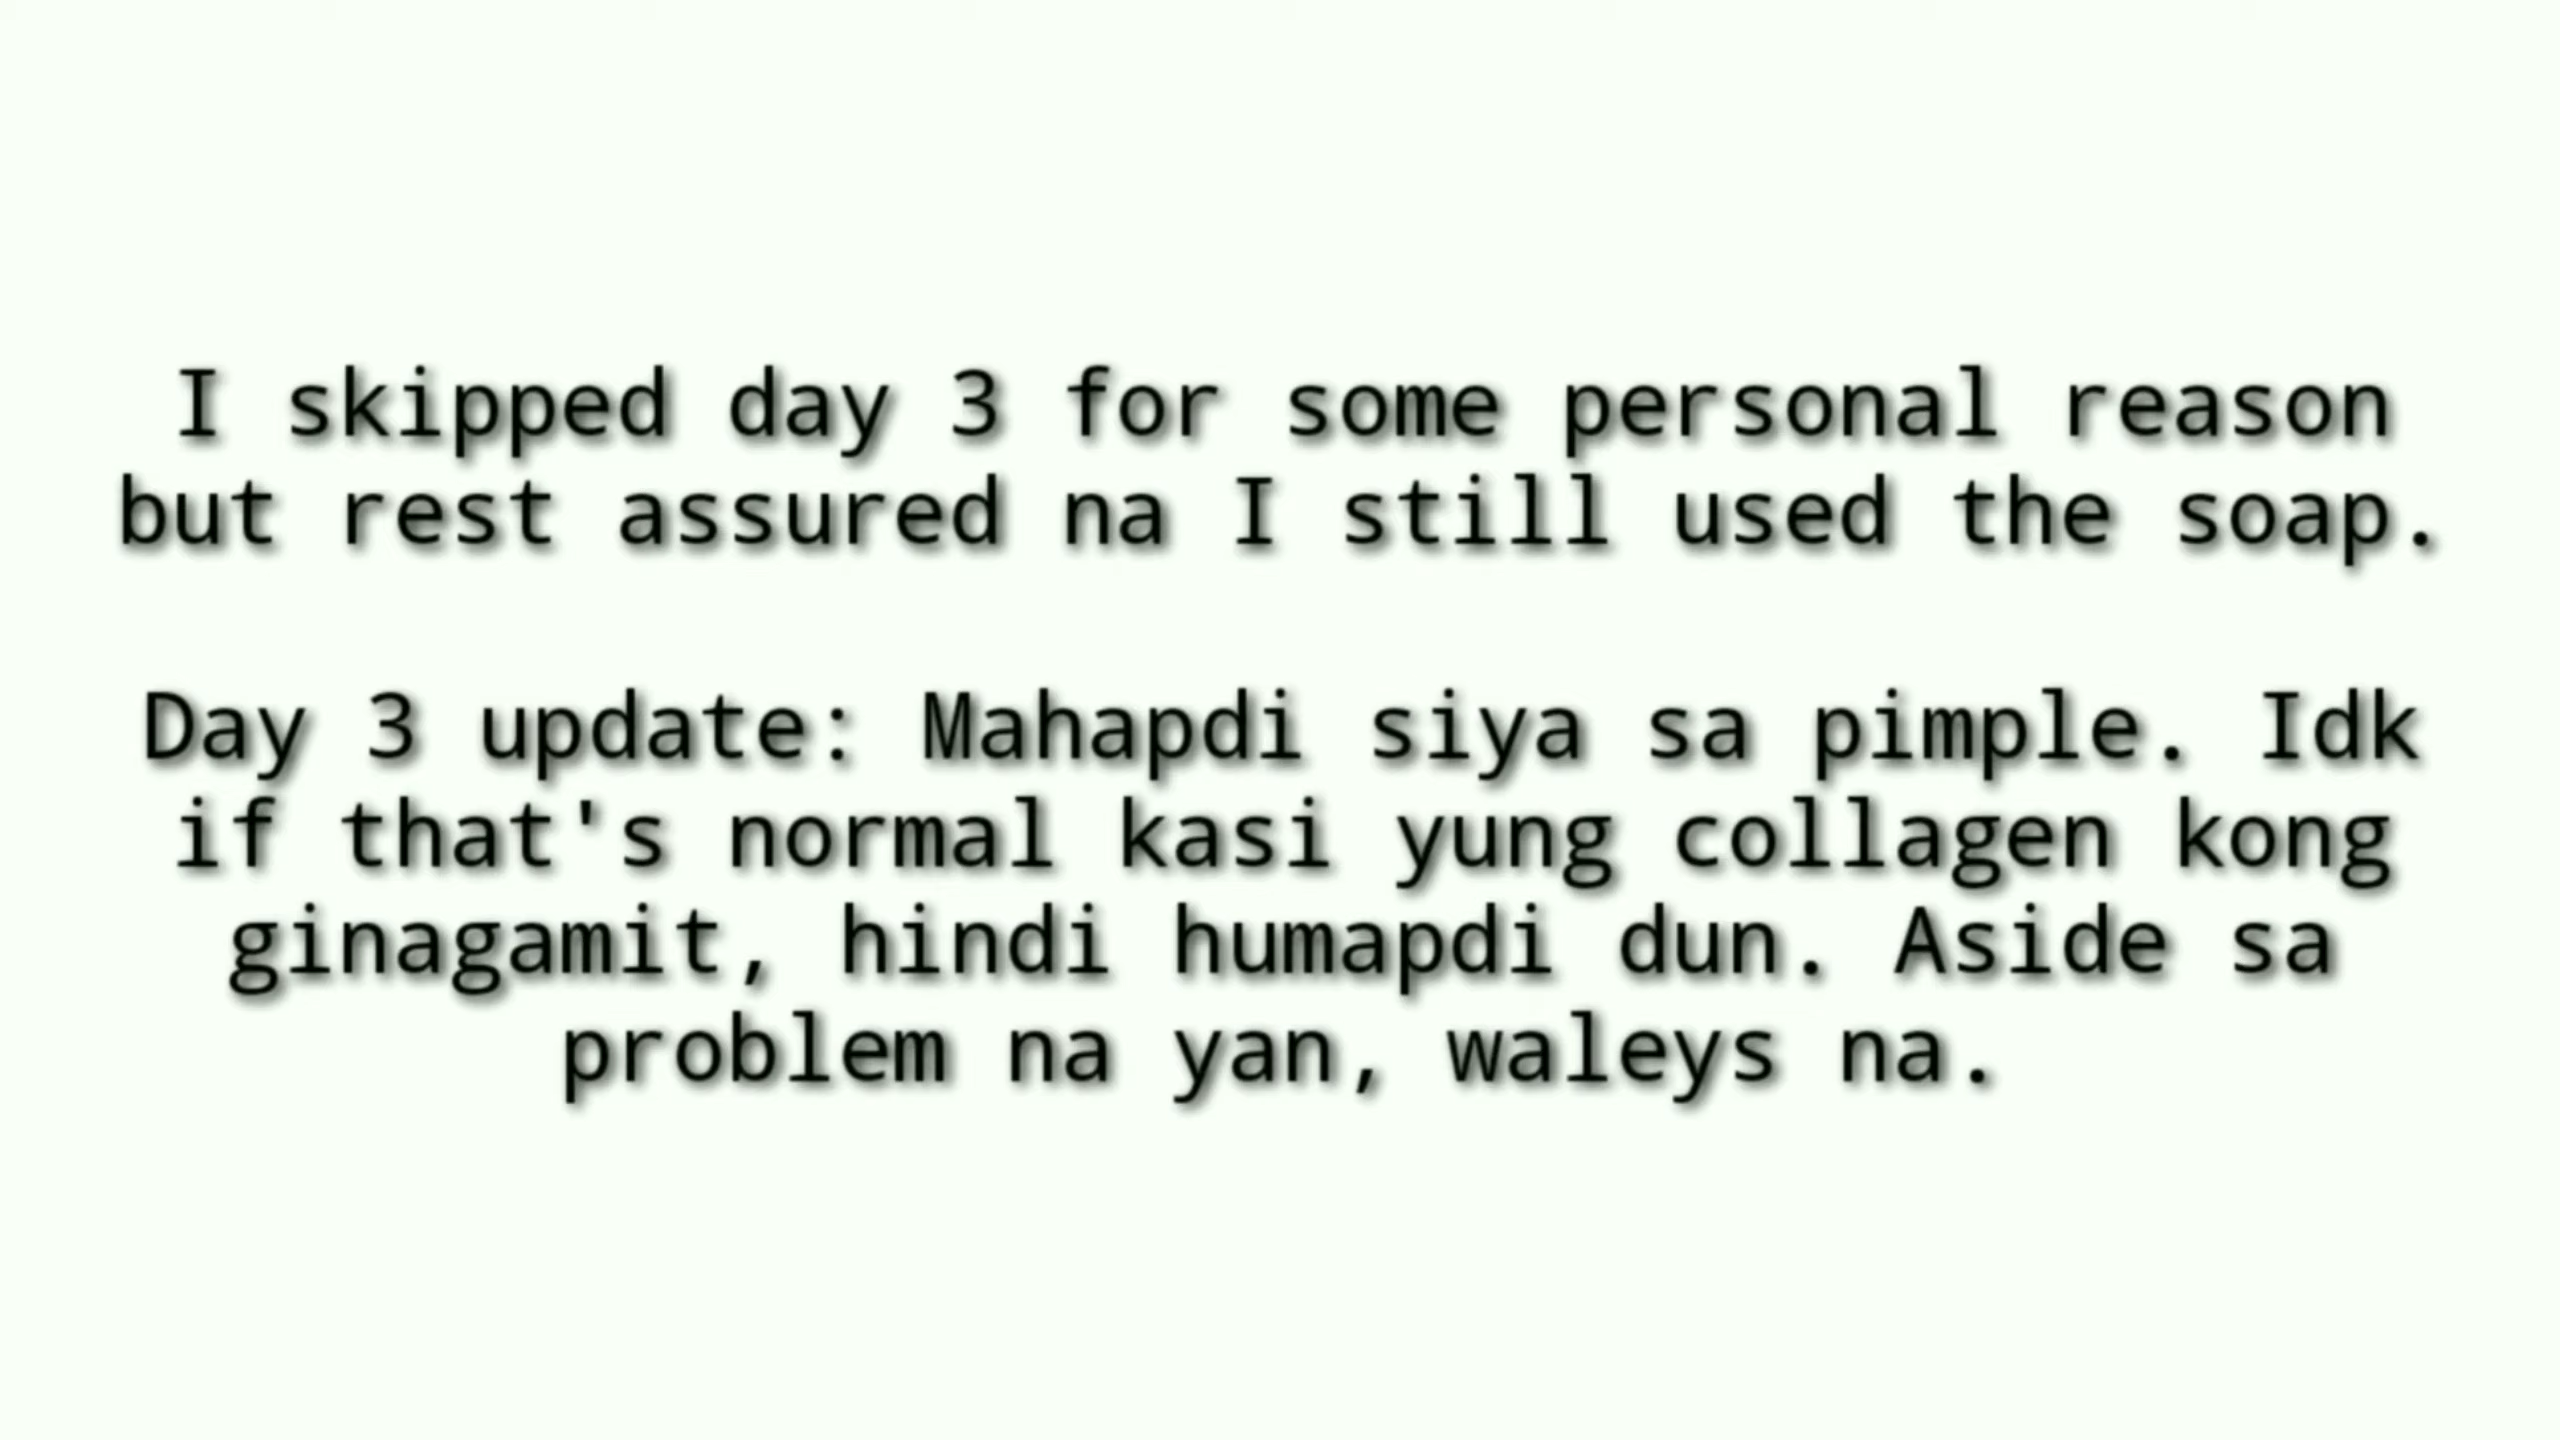 I skipped day 3 for some personal reason
but rest assured na I still used the soap.
Day 3 update: Mahapdi siya sa pimple. Idk
if that's normal kasi yung collagen kong
ginagamit, hindi humapdi dun. Aside sa
problem na yan, waleys na.